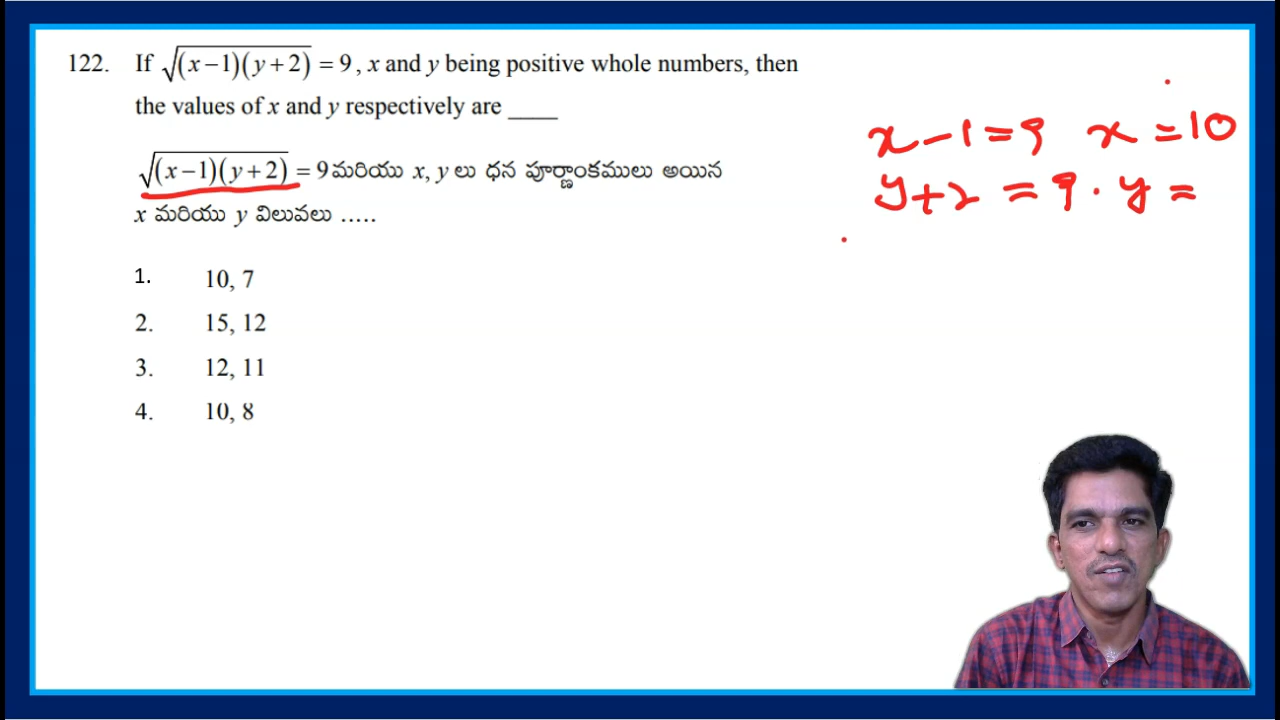 122. If √(x−1)(y+2) = 9, x and y being positive whole numbers, then
the values of x and y respectively are ____
√(x−1)(y+2) = 9 మరియు x, y లు ధన పూర్ణాంకములు అయిన
x మరియు y విలువలు .....
1. 10, 7
2. 15, 12
3. 12, 11
4. 10, 8
x − 1 = 9 x = 10
y + 2 = 9 . y =